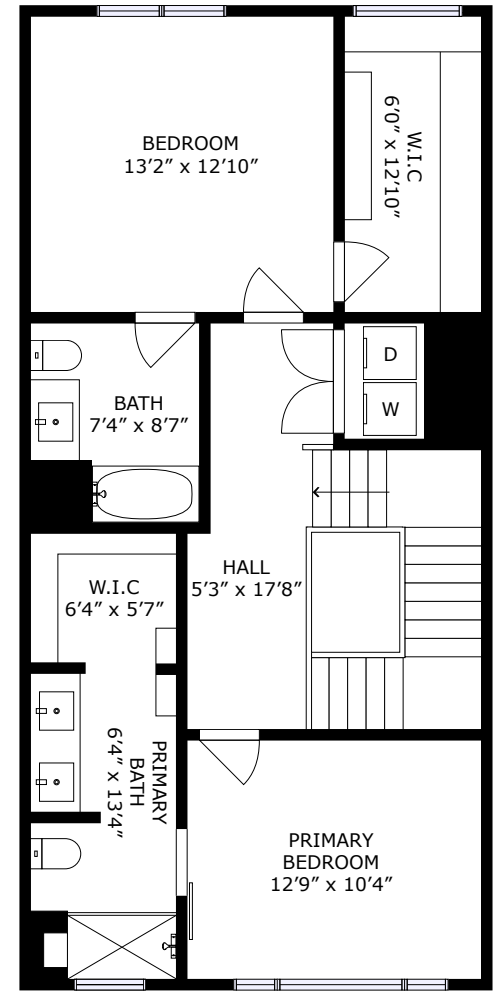 BEDROOM
13’2” x 12’10”
W.I.C
6’0” x 12’10”
D
W
BATH
7’4” x 8’7”
HALL
5’3” x 17’8”
W.I.C
6’4” x 5’7”
PRIMARY
BATH
6’4” x 13’4”
PRIMARY
BEDROOM
12’9” x 10’4”